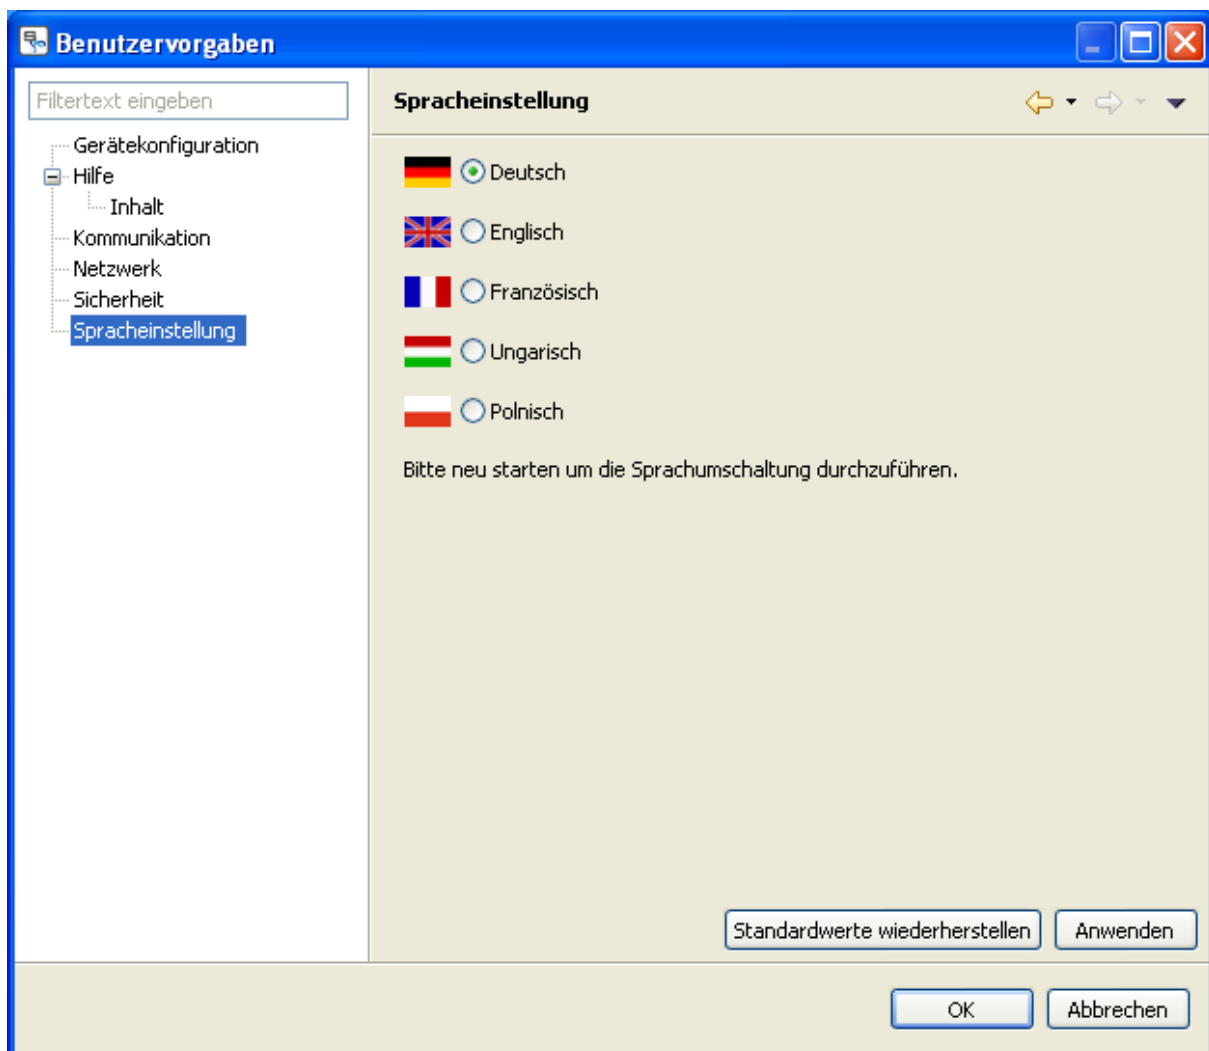 Benutzervorgaben
Filtertext eingeben
Gerätekonfiguration
Hilfe
Inhalt
Kommunikation
Netzwerk
Sicherheit
Spracheinstellung
Spracheinstellung
Deutsch
Englisch
Französisch
Ungarisch
Polnisch
Bitte neu starten um die Sprachumschaltung durchzuführen.
Standardwerte wiederherstellen
Anwenden
OK
Abbrechen